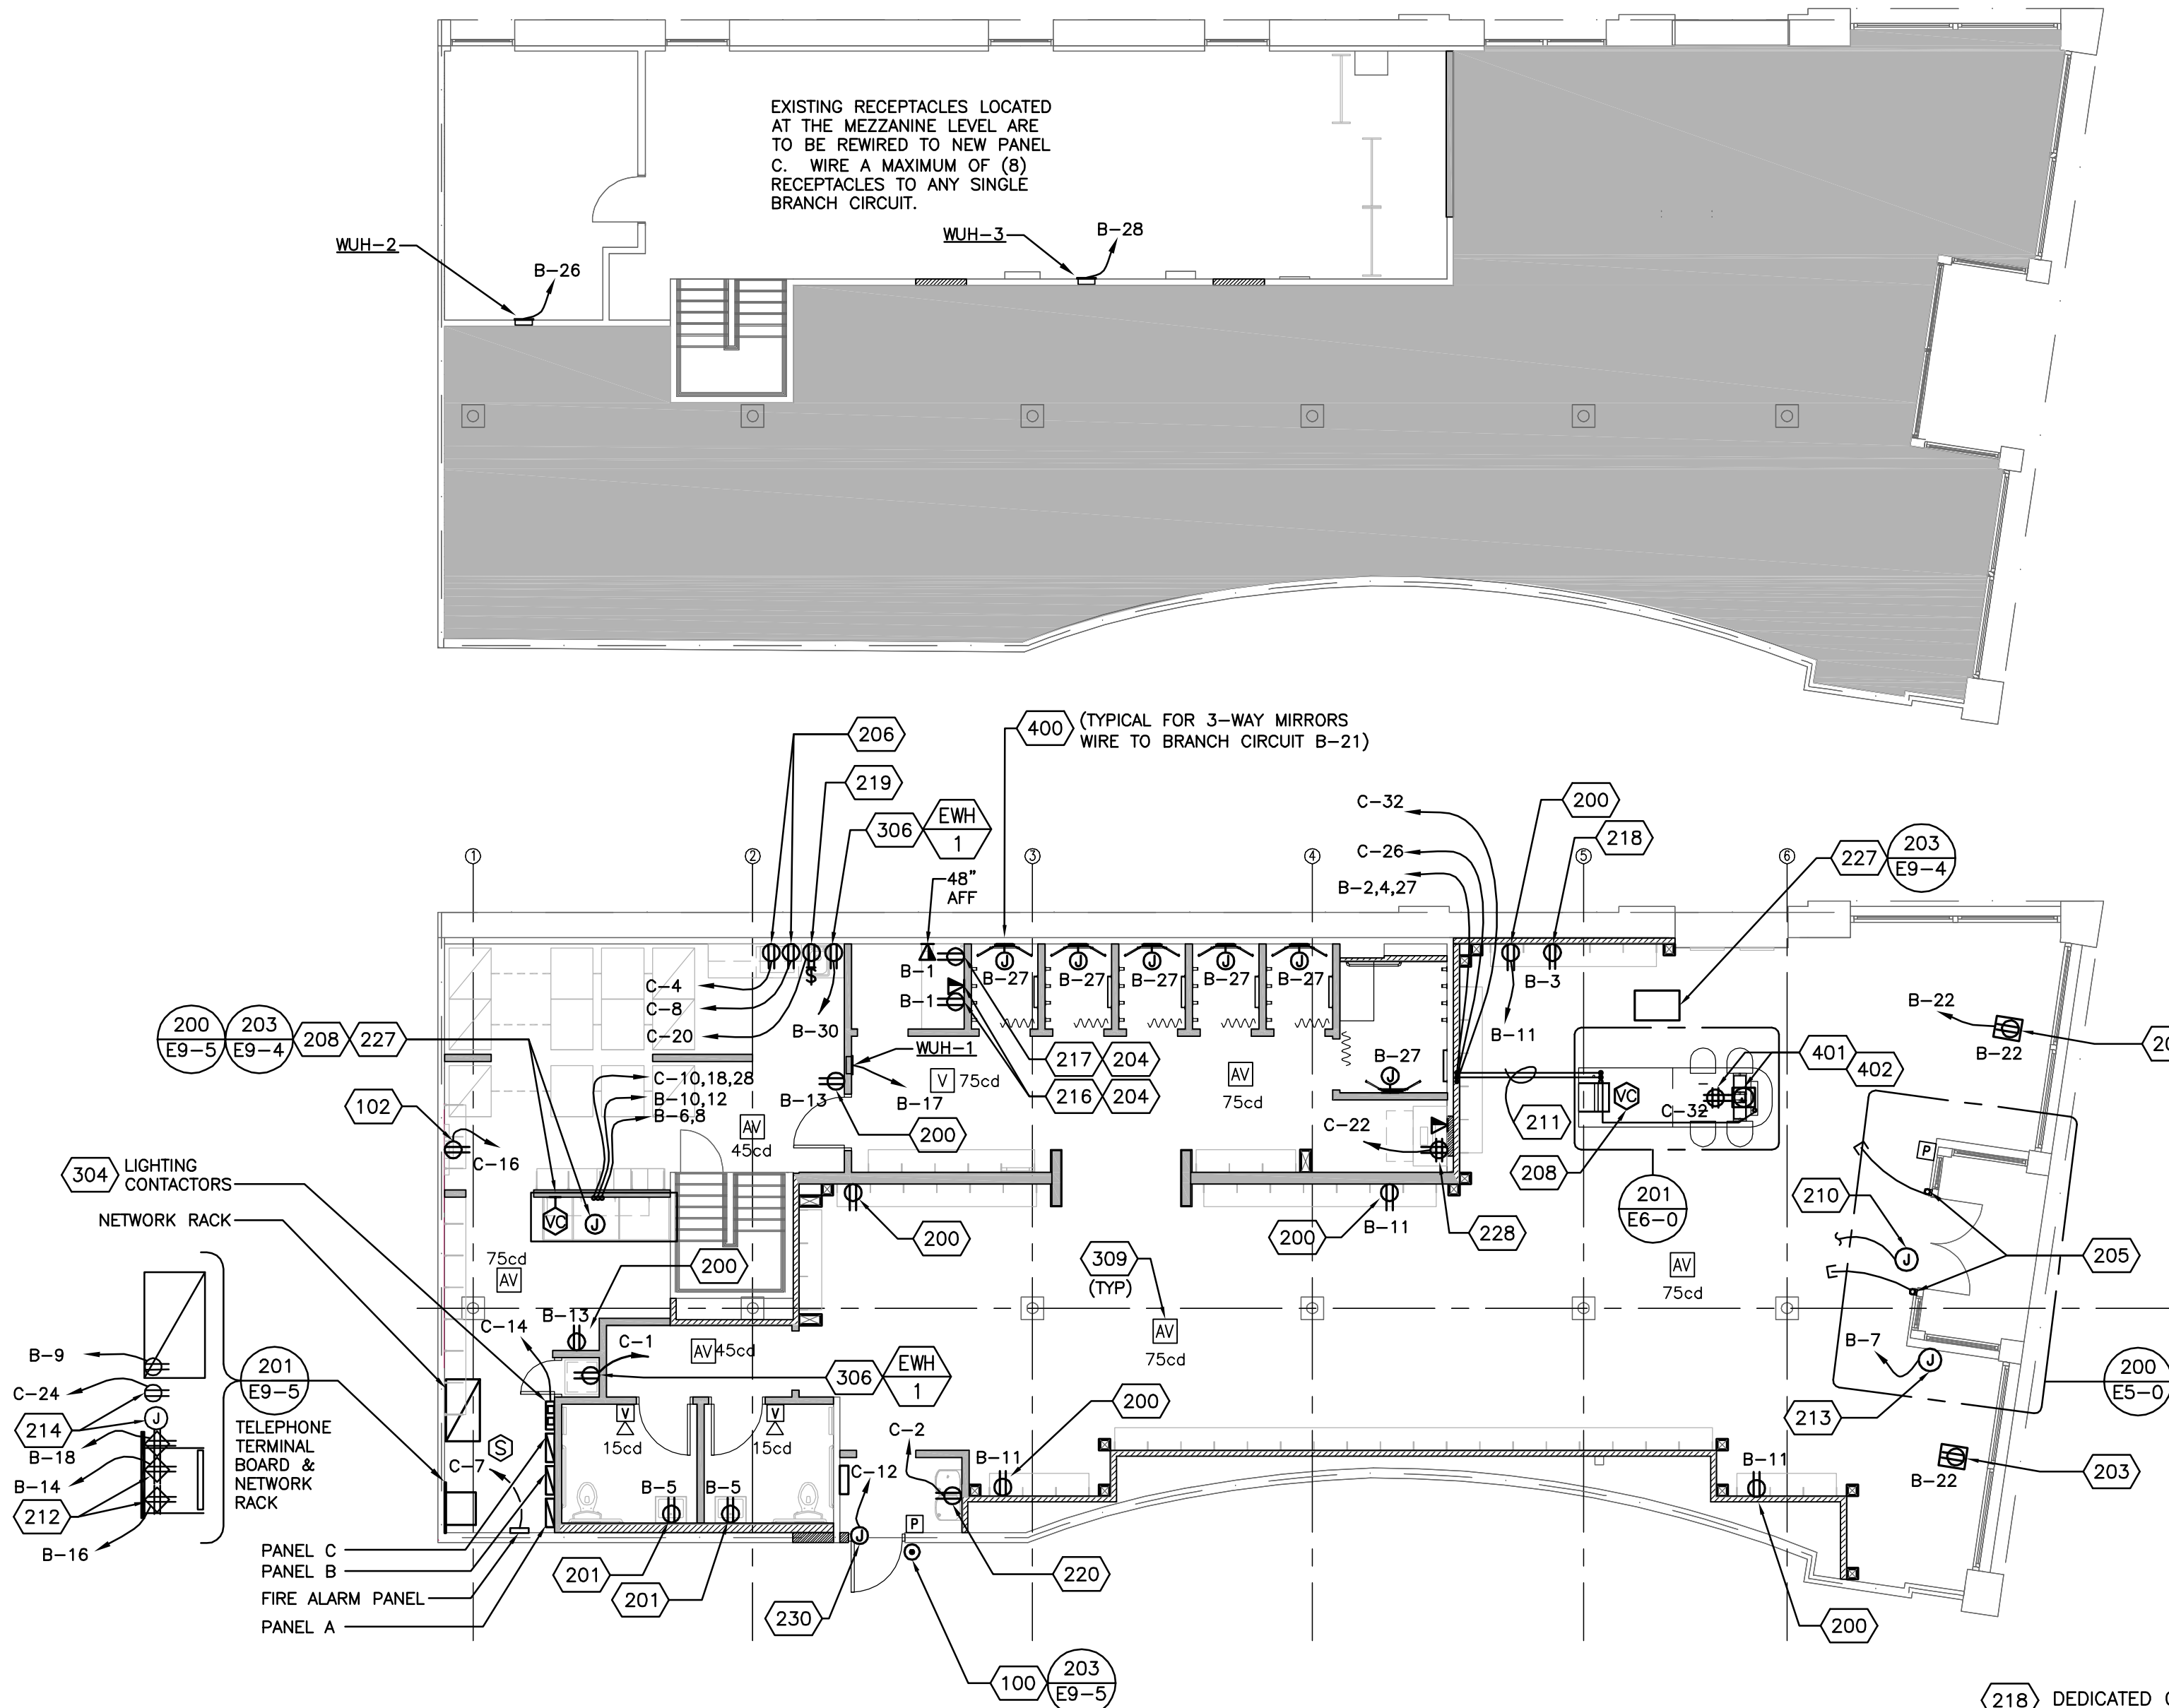 EXISTING RECEPTACLES LOCATED
AT THE MEZZANINE LEVEL ARE
TO BE REWIRED TO NEW PANEL
C. WIRE A MAXIMUM OF (8)
RECEPTACLES TO ANY SINGLE
BRANCH CIRCUIT.
WUH-2
B-26
WUH-3
B-28
206
219
306
EWH
1
48"
AFF
400
(TYPICAL FOR 3-WAY MIRRORS
WIRE TO BRANCH CIRCUIT B-21)
C-32
C-26
B-2,4,27
200
218
227
203
E9-4
1
2
3
4
5
6
C-4
C-8
C-20
B-30
B-1
B-1
J
B-27
J
B-27
J
B-27
J
B-27
J
B-27
B-3
B-11
B-22
B-22
200
E9-5
203
E9-4
208
227
C-10,18,28
B-10,12
B-6,8
WUH-1
B-13
B-17
200
V
75cd
217
204
216
204
AV
75cd
B-27
J
C-22
228
211
VC
208
C-32
401
402
201
E6-0
102
C-16
AV
45cd
304
LIGHTING
CONTACTORS
NETWORK RACK
VC
J
75cd
AV
200
B-13
C-14
C-1
AV
45cd
306
EWH
1
200
200
B-11
309
(TYP)
AV
75cd
AV
75cd
P
210
J
205
B-7
J
213
200
E5-0
B-22
203
B-9
C-24
214
J
B-18
B-14
212
B-16
201
E9-5
TELEPHONE
TERMINAL
BOARD &
NETWORK
RACK
S
C-7
V
15cd
V
15cd
B-5
B-5
201
201
C-12
C-2
J
P
230
220
B-11
200
B-11
200
PANEL C
PANEL B
FIRE ALARM PANEL
PANEL A
100
203
E9-5
218
DEDICATED